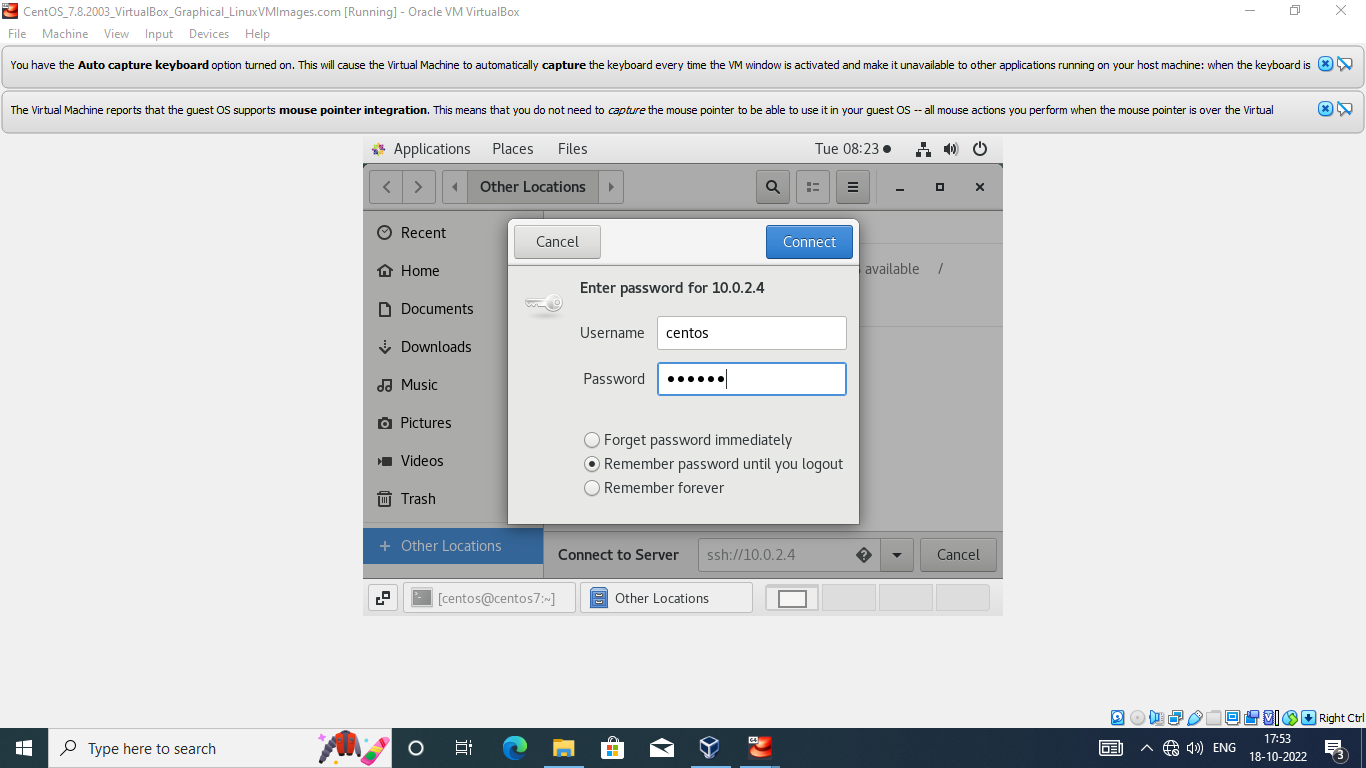 CentOS_7.8.2003_VirtualBox_Graphical_LinuxVMImages.com [Running] - Oracle VM VirtualBox
File Machine View Input Devices Help
You have the Auto capture keyboard option turned on. This will cause the Virtual Machine to automatically capture the keyboard every time the VM window is activated and make it unavailable to other applications running on your host machine: when the keyboard is
The Virtual Machine reports that the guest OS supports mouse pointer integration. This means that you do not need to capture the mouse pointer to be able to use it in your guest OS -- all mouse actions you perform when the mouse pointer is over the Virtual
Applications Places Files Tue 08:23
Other Locations
Recent
Home
Documents
Downloads
Music
Pictures
Videos
Trash
+ Other Locations
available /
Cancel Connect
Enter password for 10.0.2.4
Username centos
Password ●●●●●●
Forget password immediately
Remember password until you logout
Remember forever
Connect to Server ssh://10.0.2.4 Cancel
[centos@centos7:~] Other Locations
Right Ctrl
Type here to search
ENG
17:53
18-10-2022
3